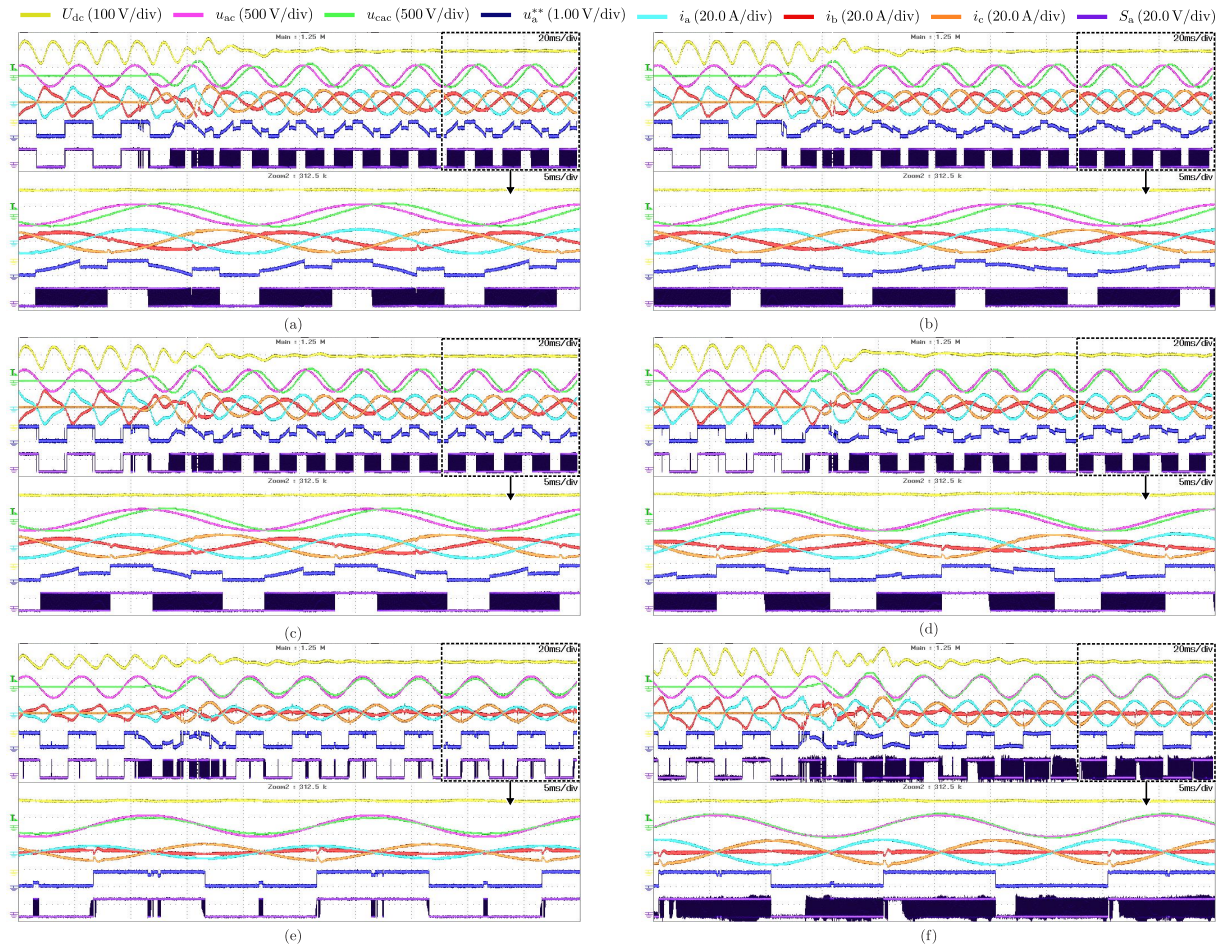 U_dc (100 V/div) u_ac (500 V/div) u_cac (500 V/div) u_a^** (1.00 V/div) i_a (20.0 A/div) i_b (20.0 A/div) i_c (20.0 A/div) S_a (20.0 V/div)
Main : 1.25 M 20ms/div Main : 1.25 M 20ms/div
Zoom2 : 312.5 k 5ms/div Zoom2 : 312.5 k 5ms/div
(a) (b)
Main : 1.25 M 20ms/div Main : 1.25 M 20ms/div
Zoom2 : 312.5 k 5ms/div Zoom2 : 312.5 k 5ms/div
(c) (d)
Main : 1.25 M 20ms/div Main : 1.25 M 20ms/div
Zoom2 : 312.5 k 5ms/div Zoom2 : 312.5 k 5ms/div
(e) (f)